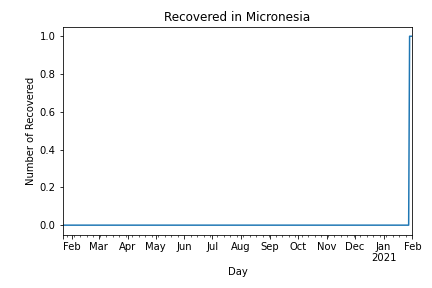 Recovered in Micronesia
Number of Recovered
1.0
0.8
0.6
0.4
0.2
0.0
Feb Mar Apr May Jun Jul Aug Sep Oct Nov Dec Jan Feb
2021
Day